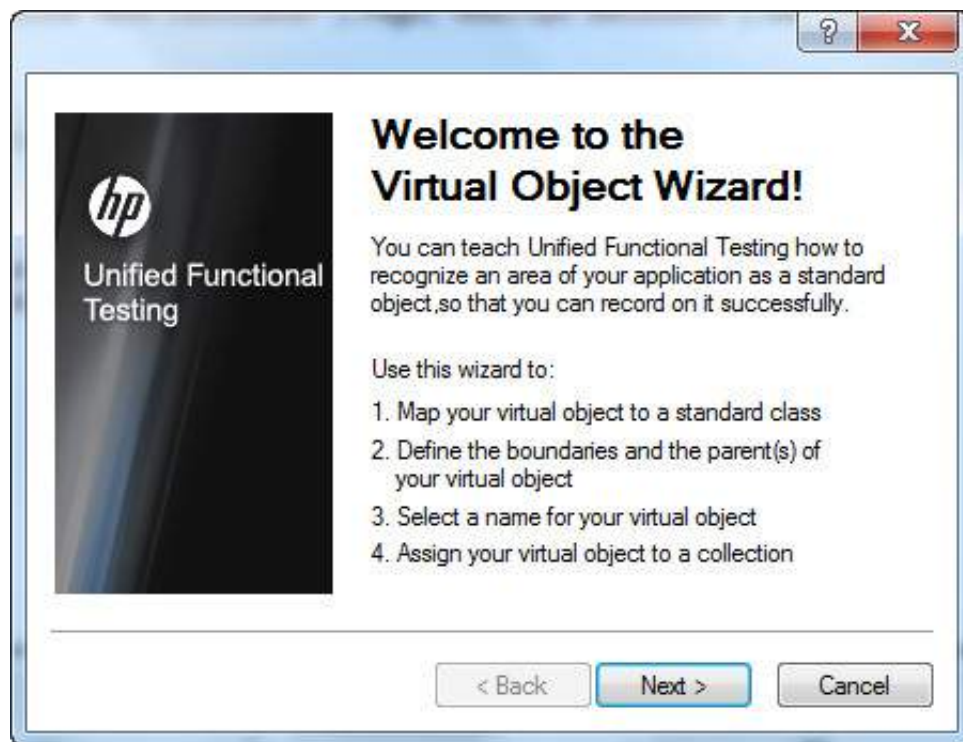 ?
X
hp
Unified Functional
Testing
Welcome to the
Virtual Object Wizard!
You can teach Unified Functional Testing how to
recognize an area of your application as a standard
object,so that you can record on it successfully.
Use this wizard to:
1. Map your virtual object to a standard class
2. Define the boundaries and the parent(s) of
your virtual object
3. Select a name for your virtual object
4. Assign your virtual object to a collection
< Back
Next >
Cancel